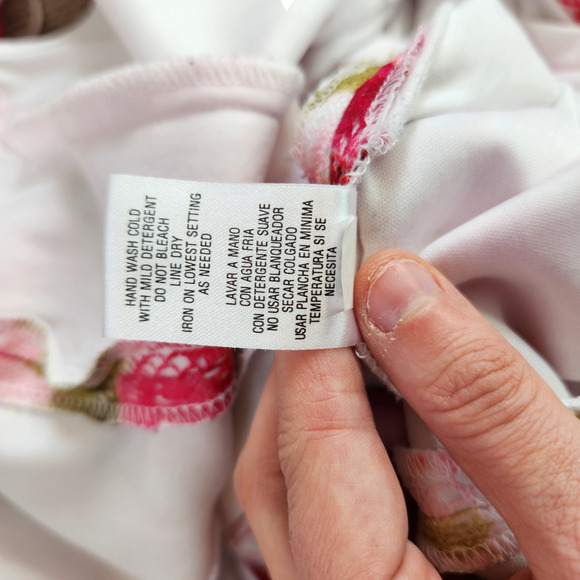 HAND WASH COLD
WITH MILD DETERGENT
DO NOT BLEACH
LINE DRY
IRON ON LOWEST SETTING
AS NEEDED
LAVAR A MANO
CON AGUA FRIA
CON DETERGENTE SUAVE
NO USAR BLANQUEADOR
SECAR COLGADO
USAR PLANCHA EN MINIMA
TEMPERATURA SI SE
NECESITA